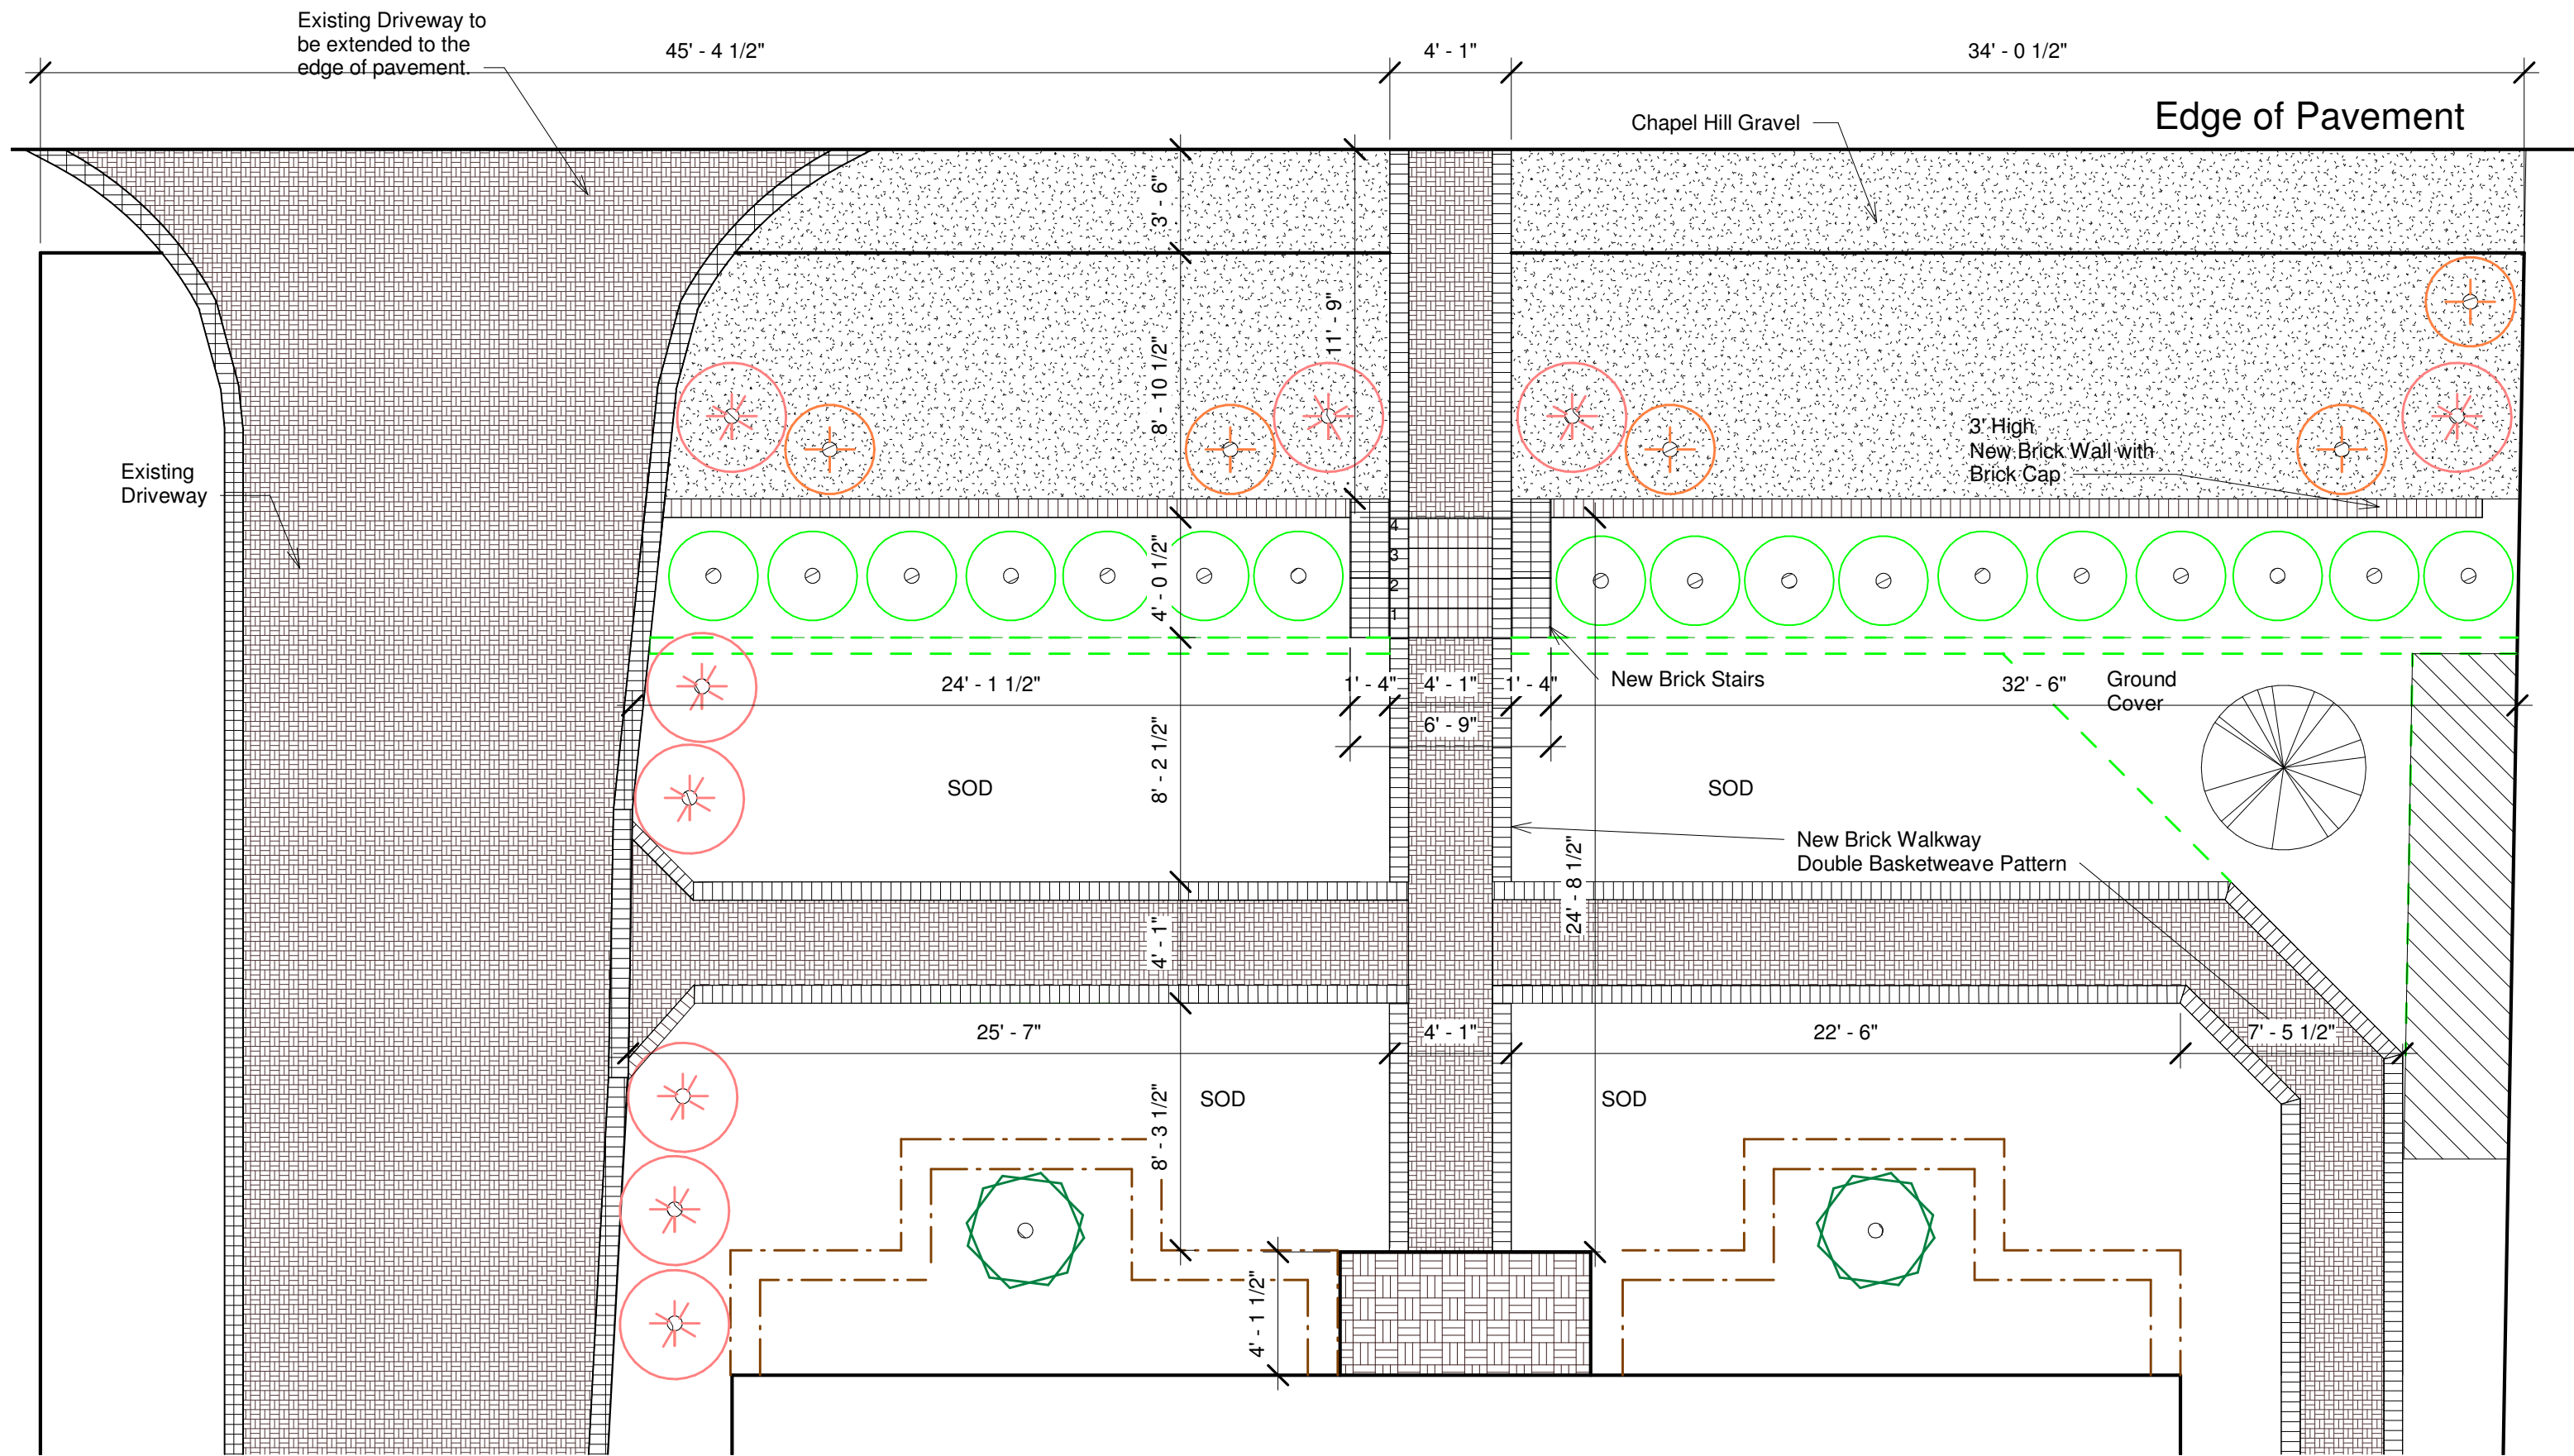 Existing Driveway to
be extended to the
edge of pavement.
45' - 4 1/2"
4' - 1"
34' - 0 1/2"
Edge of Pavement
Chapel Hill Gravel
3' - 6"
11' - 9"
8' - 10 1/2"
3' High
New Brick Wall with
Brick Cap
Existing
Driveway
4
3
2
1
4' - 0 1/2"
24' - 1 1/2"
1' - 4"
4' - 1"
1' - 4"
New Brick Stairs
32' - 6"
Ground
Cover
6' - 9"
8' - 2 1/2"
SOD
SOD
New Brick Walkway
Double Basketweave Pattern
24' - 8 1/2"
4' - 1"
25' - 7"
4' - 1"
22' - 6"
7' - 5 1/2"
SOD
SOD
8' - 3 1/2"
4' - 1 1/2"